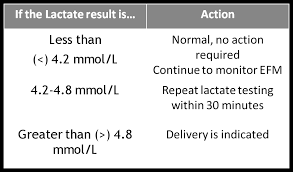 If the Lactate result is... Action
Less than
(<) 4.2 mmol/L
Normal, no action
required
Continue to monitor EFM
4.2-4.8 mmol/L
Repeat lactate testing
within 30 minutes
Greater than (>) 4.8
mmol/L
Delivery is indicated